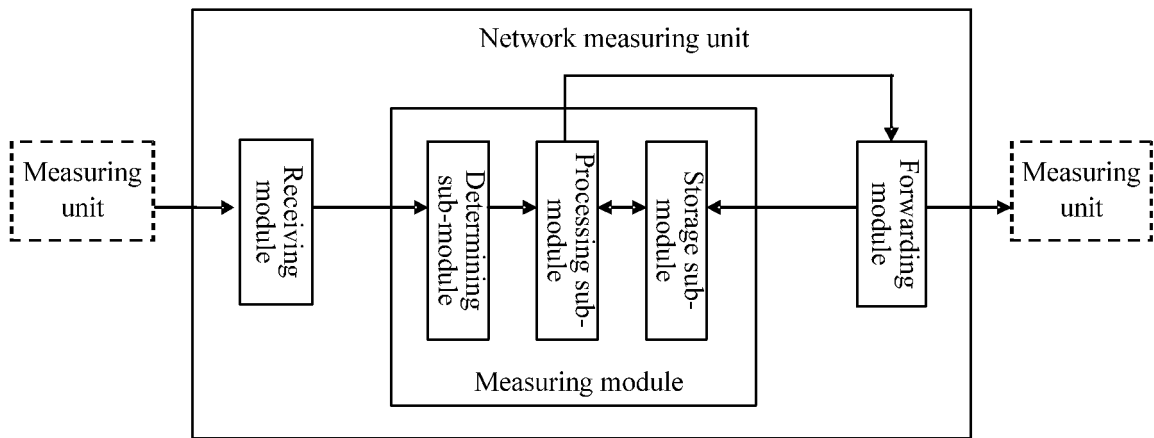 Network measuring unit
Measuring
unit
Receiving
module
Determining
sub-module
Processing sub-
module
Storage sub-
module
Forwarding
module
Measuring
unit
Measuring module